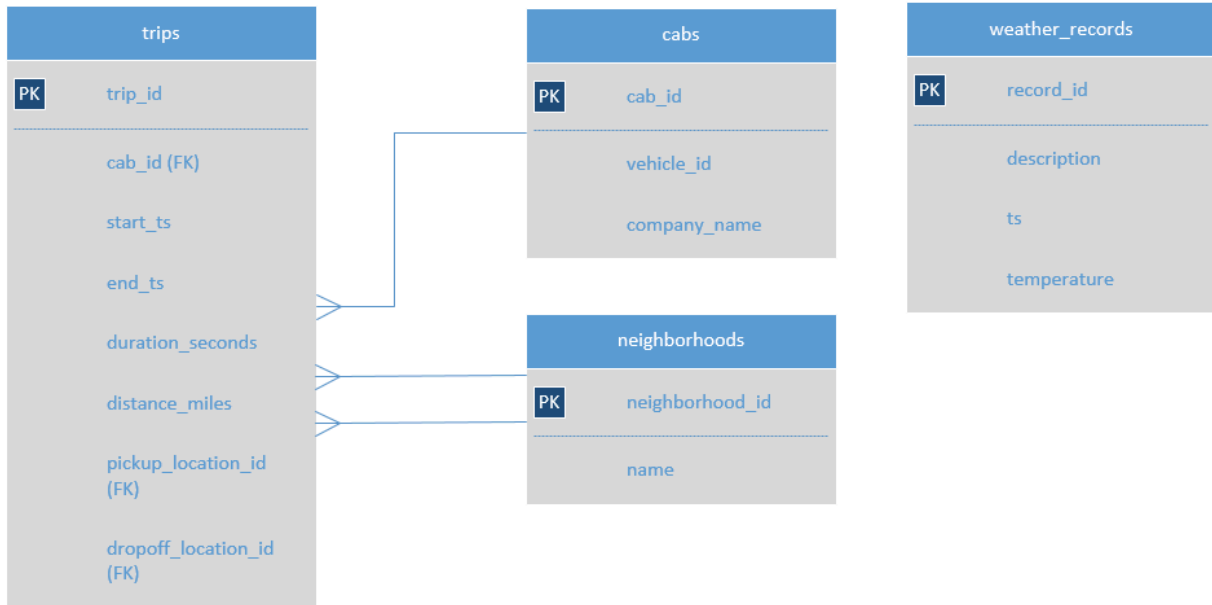 trips
PK trip_id
cab_id (FK)
start_ts
end_ts
duration_seconds
distance_miles
pickup_location_id
(FK)
dropoff_location_id
(FK)
cabs
PK cab_id
vehicle_id
company_name
neighborhoods
PK neighborhood_id
name
weather_records
PK record_id
description
ts
temperature